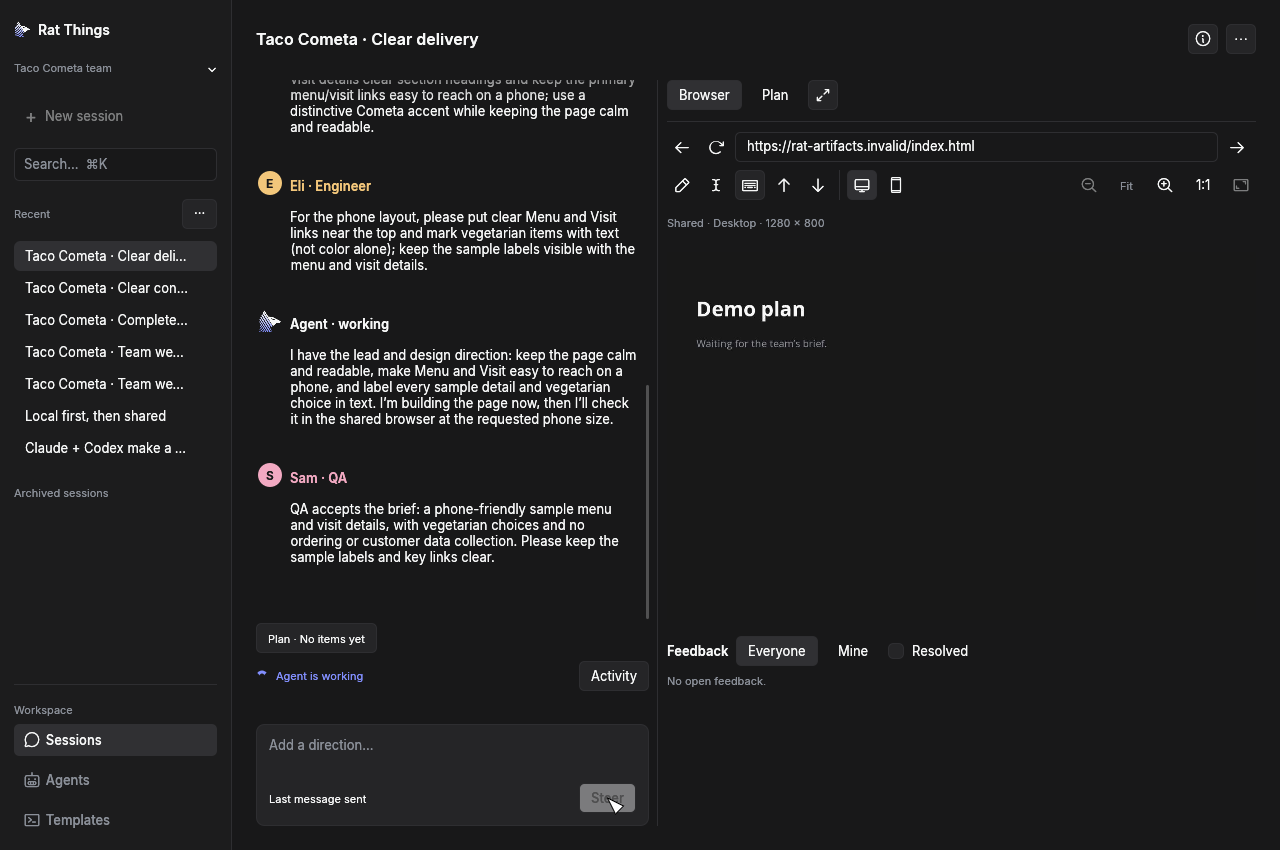 Rat Things
Taco Cometa team
New session
Search... ⌘K
Recent
Taco Cometa · Clear deli...
Taco Cometa · Clear con...
Taco Cometa · Complete...
Taco Cometa · Team we...
Taco Cometa · Team we...
Local first, then shared
Claude + Codex make a ...
Archived sessions
Workspace
Sessions
Agents
Templates
Taco Cometa · Clear delivery
visit details clear section headings and keep the primary
menu/visit links easy to reach on a phone; use a
distinctive Cometa accent while keeping the page calm
and readable.
E
Eli · Engineer
For the phone layout, please put clear Menu and Visit
links near the top and mark vegetarian items with text
(not color alone); keep the sample labels visible with the
menu and visit details.
Agent · working
I have the lead and design direction: keep the page calm
and readable, make Menu and Visit easy to reach on a
phone, and label every sample detail and vegetarian
choice in text. I'm building the page now, then I'll check
it in the shared browser at the requested phone size.
S
Sam · QA
QA accepts the brief: a phone-friendly sample menu
and visit details, with vegetarian choices and no
ordering or customer data collection. Please keep the
sample labels and key links clear.
Plan · No items yet
Agent is working
Activity
Add a direction...
Last message sent
Steer
Browser
Plan
https://rat-artifacts.invalid/index.html
Fit
1:1
Shared · Desktop · 1280 × 800
Demo plan
Waiting for the team's brief.
Feedback
Everyone
Mine
Resolved
No open feedback.